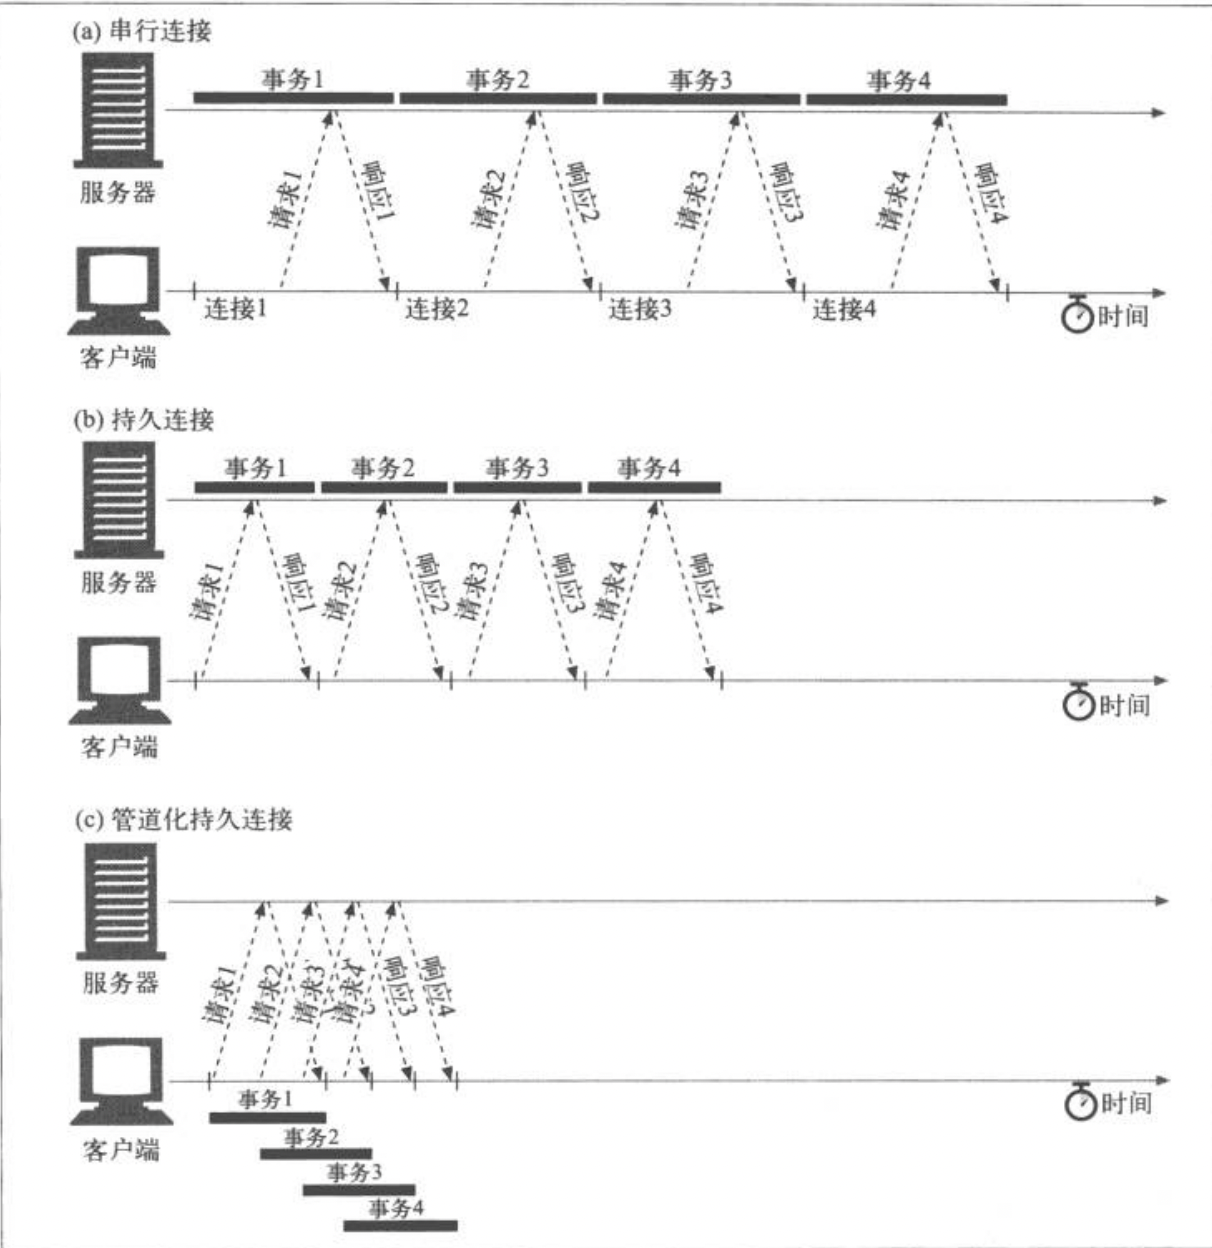 (a) 串行连接
事务1 事务2 事务3 事务4
服务器
请求1 响应1 请求2 响应2 请求3 响应3 请求4 响应4
连接1 连接2 连接3 连接4 时间
客户端
(b) 持久连接
事务1 事务2 事务3 事务4
服务器
请求1 响应1 请求2 响应2 请求3 响应3 请求4 响应4
时间
客户端
(c) 管道化持久连接
服务器
请求1 请求2 请求3 请求4 响应3 响应4
时间
客户端
事务1
事务2
事务3
事务4